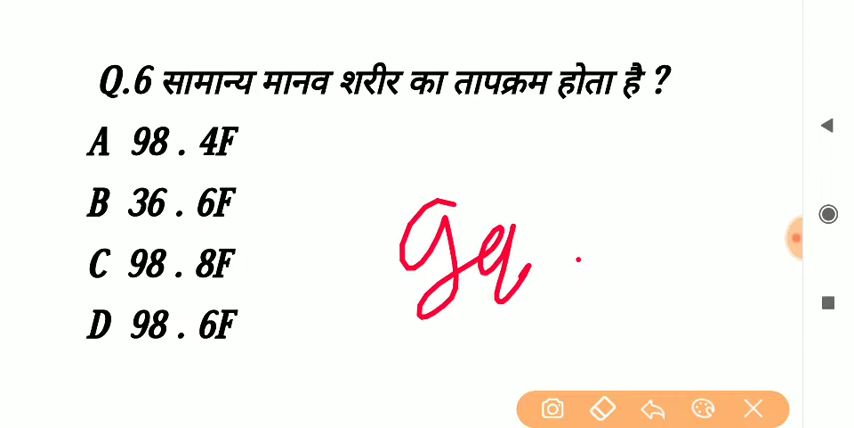 Q.6 सामान्य मानव शरीर का तापक्रम होता है ?
A 98 . 4F
B 36 . 6F
C 98 . 8F
D 98 . 6F